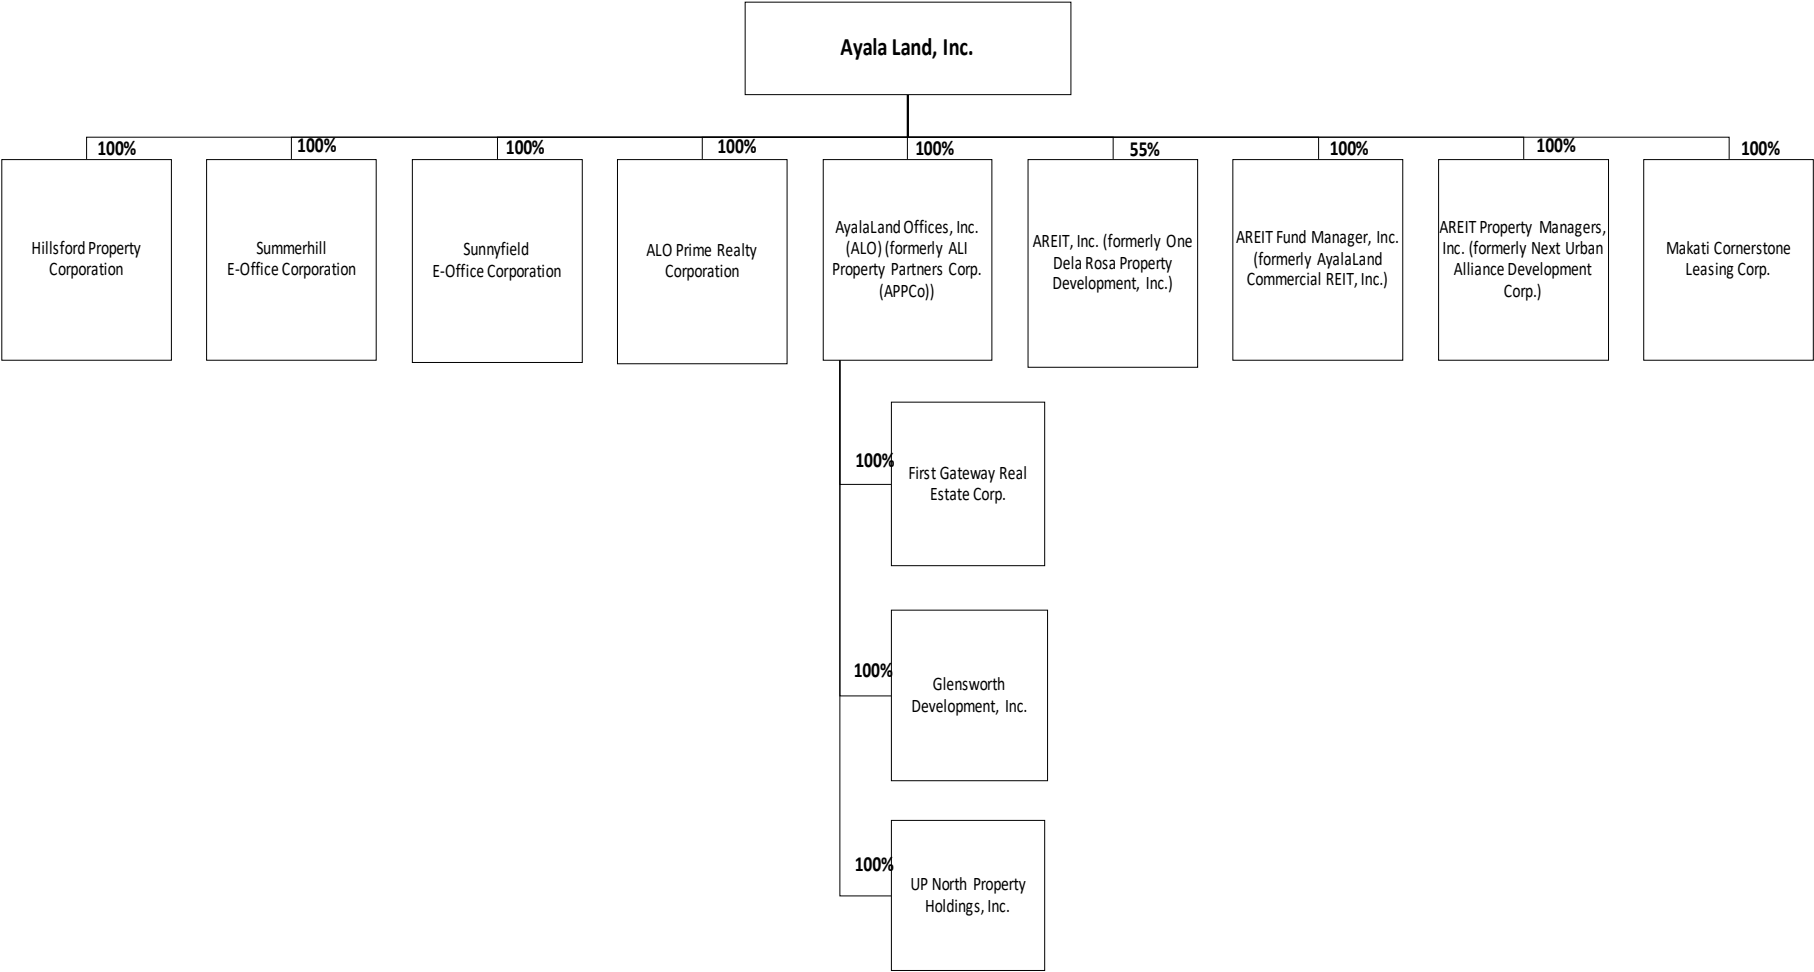 Ayala Land, Inc.
100%
Hillsford Property
Corporation
100%
Summerhill
E-Office Corporation
100%
Sunnyfield
E-Office Corporation
100%
ALO Prime Realty
Corporation
100%
AyalaLand Offices, Inc.
(ALO) (formerly ALI
Property Partners Corp.
(APPCo))
55%
AREIT, Inc. (formerly One
Dela Rosa Property
Development, Inc.)
100%
AREIT Fund Manager, Inc.
(formerly AyalaLand
Commercial REIT, Inc.)
100%
AREIT Property Managers,
Inc. (formerly Next Urban
Alliance Development
Corp.)
100%
Makati Cornerstone
Leasing Corp.
100%
First Gateway Real
Estate Corp.
100%
Glensworth
Development, Inc.
100%
UP North Property
Holdings, Inc.